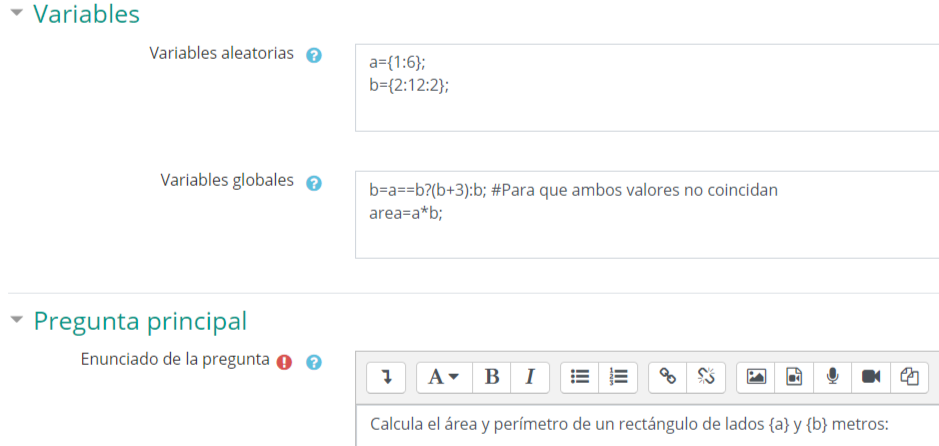 Variables
Variables aleatorias
a={1:6};
b={2:12:2};
Variables globales
b=a==b?(b+3):b; #Para que ambos valores no coincidan
area=a*b;
Pregunta principal
Enunciado de la pregunta
A B I
Calcula el área y perímetro de un rectángulo de lados {a} y {b} metros: